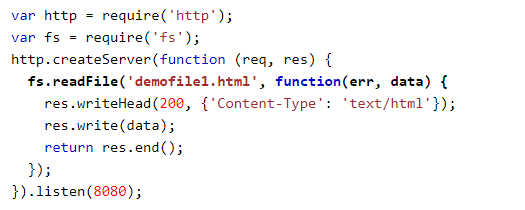 var http = require('http');
var fs = require('fs');
http.createServer(function (req, res) {
  fs.readFile('demofile1.html', function(err, data) {
    res.writeHead(200, {'Content-Type': 'text/html'});
    res.write(data);
    return res.end();
  });
}).listen(8080);